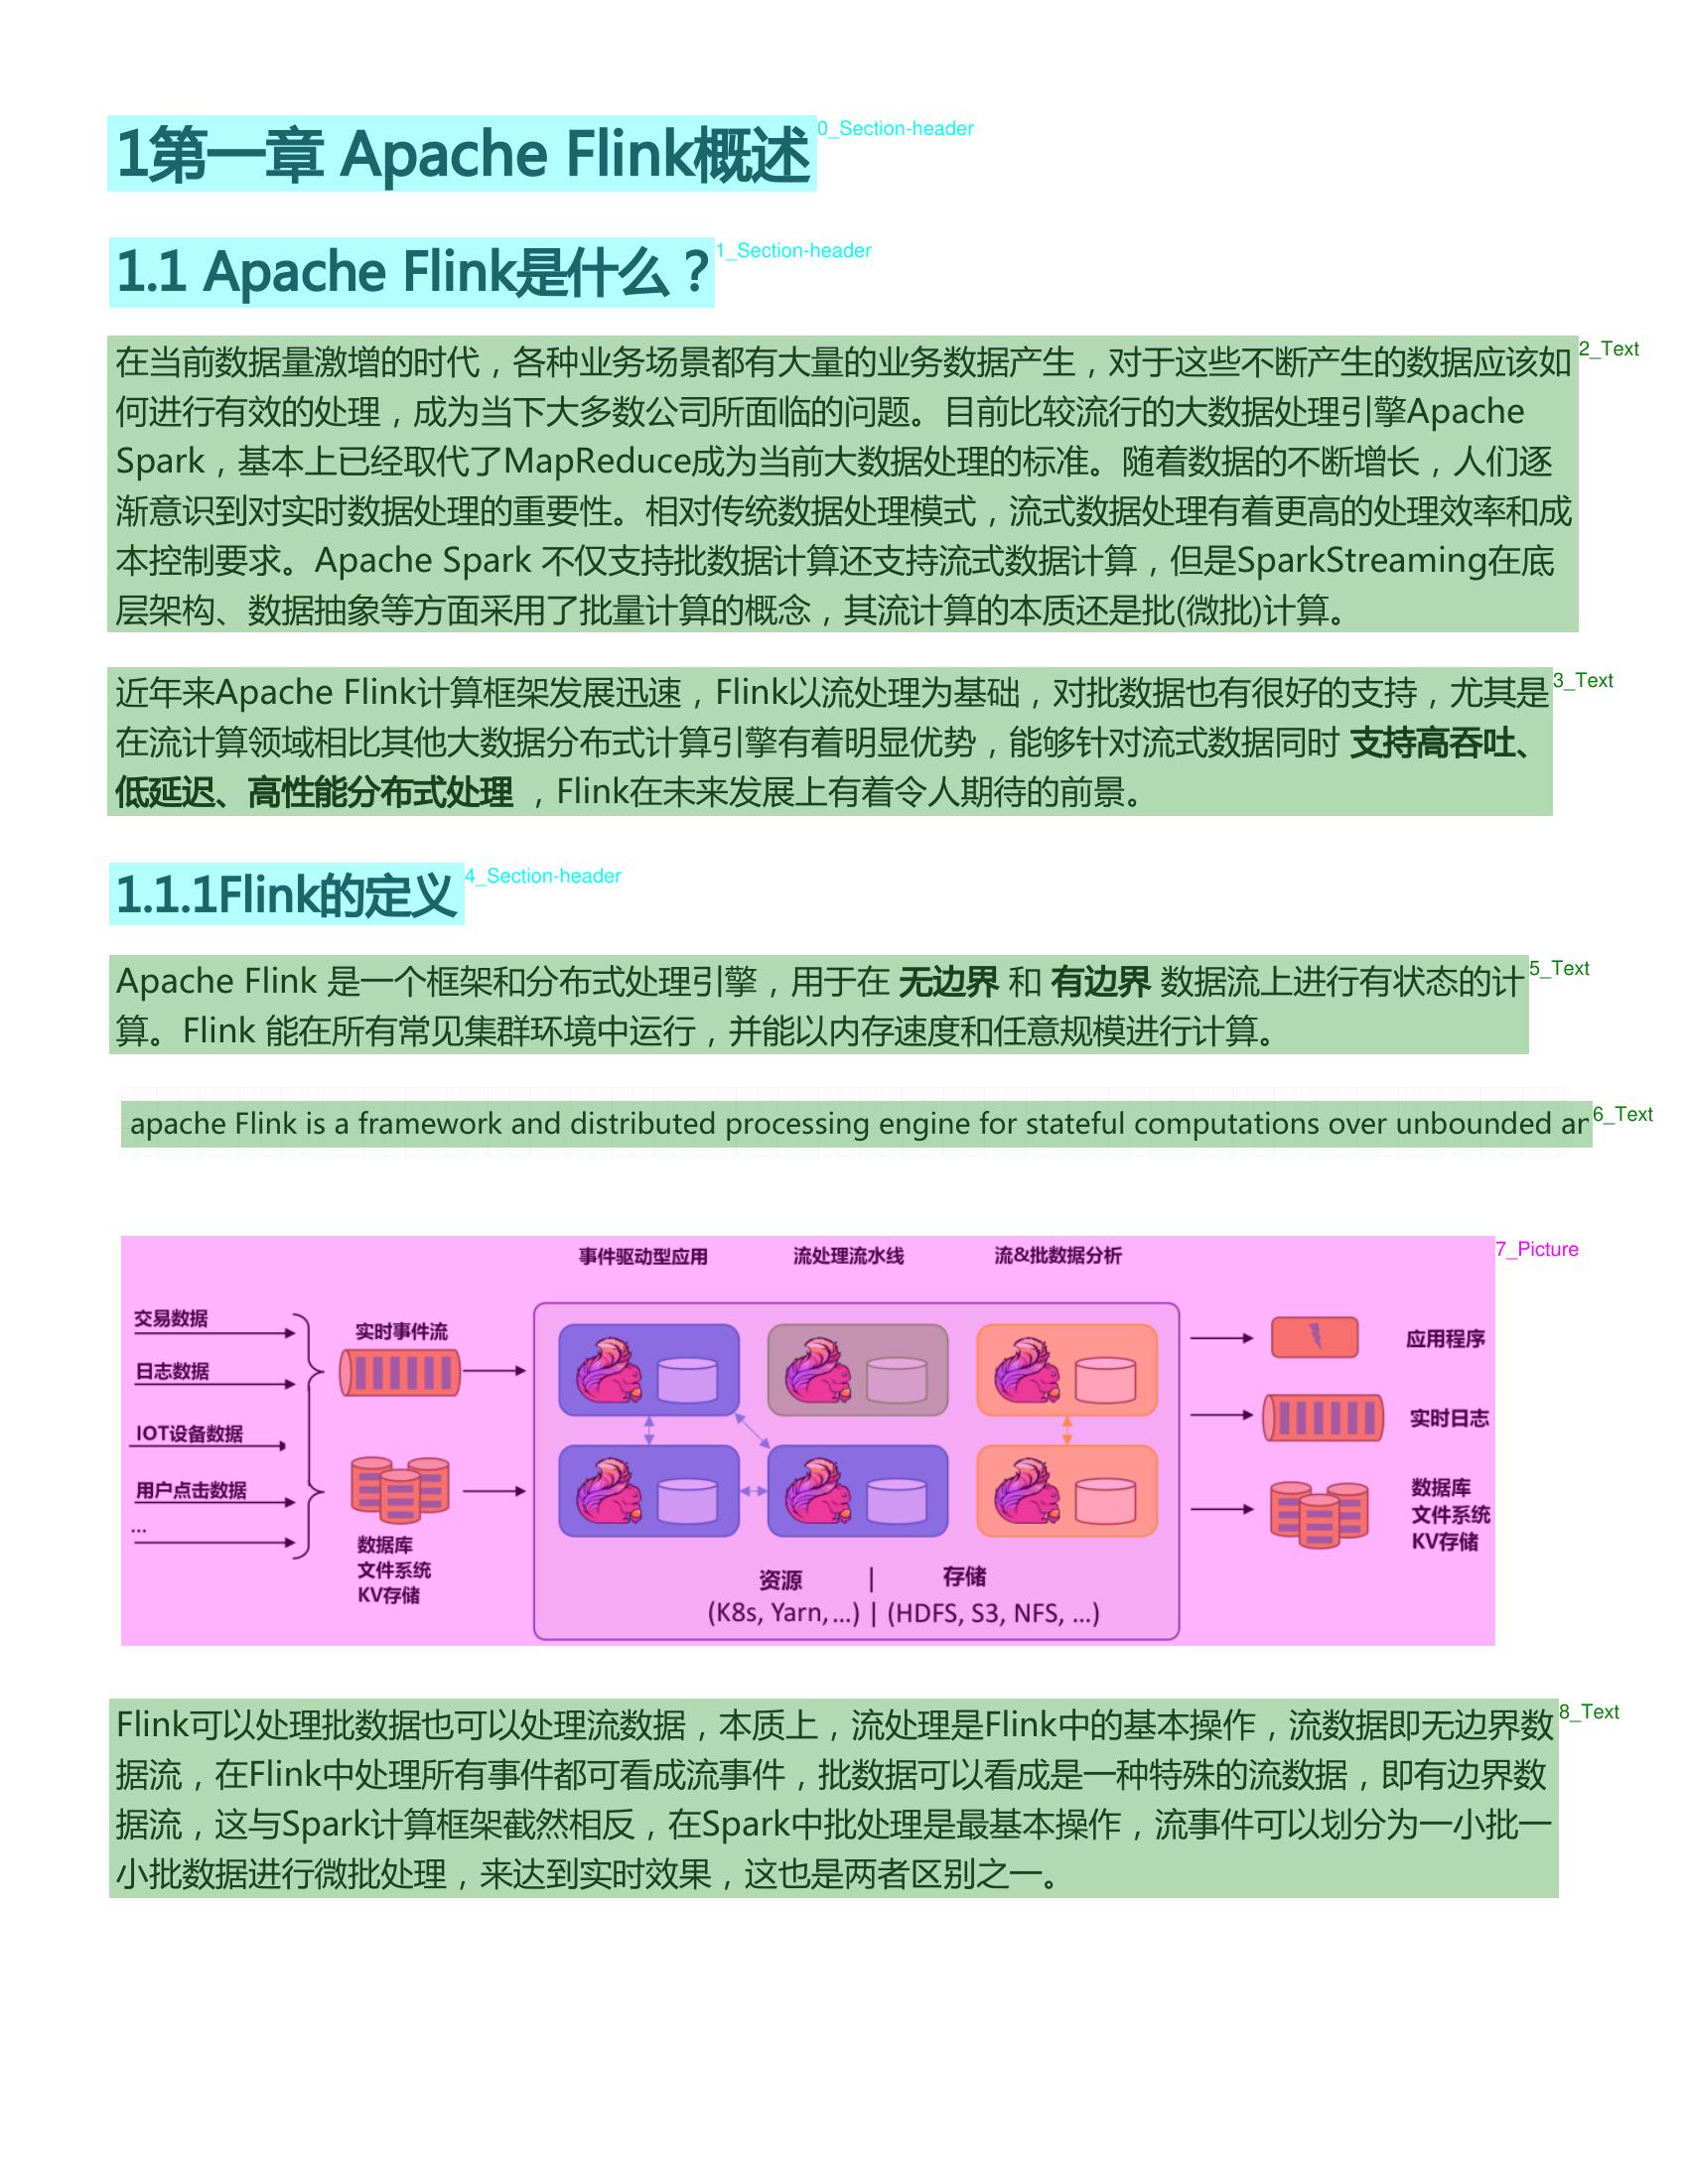 1第一章 Apache Flink概述
0_Section-header
1.1 Apache Flink是什么？
1_Section-header
在当前数据量激增的时代，各种业务场景都有大量的业务数据产生，对于这些不断产生的数据应该如
2_Text
何进行有效的处理，成为当下大多数公司所面临的问题。目前比较流行的大数据处理引擎Apache
Spark，基本上已经取代了MapReduce成为当前大数据处理的标准。随着数据的不断增长，人们逐
渐意识到对实时数据处理的重要性。相对传统数据处理模式，流式数据处理有着更高的处理效率和成
本控制要求。Apache Spark 不仅支持批数据计算还支持流式数据计算，但是SparkStreaming在底
层架构、数据抽象等方面采用了批量计算的概念，其流计算的本质还是批(微批)计算。
近年来Apache Flink计算框架发展迅速，Flink以流处理为基础，对批数据也有很好的支持，尤其是
3_Text
在流计算领域相比其他大数据分布式计算引擎有着明显优势，能够针对流式数据同时 支持高吞吐、
低延迟、高性能分布式处理 ，Flink在未来发展上有着令人期待的前景。
1.1.1Flink的定义
4_Section-header
Apache Flink 是一个框架和分布式处理引擎，用于在 无边界 和 有边界 数据流上进行有状态的计
5_Text
算。Flink 能在所有常见集群环境中运行，并能以内存速度和任意规模进行计算。
apache Flink is a framework and distributed processing engine for stateful computations over unbounded
6_Text
7_Picture
事件驱动型应用
流处理流水线
流&批数据分析
交易数据
日志数据
IOT设备数据
用户点击数据
...
实时事件流
数据库
文件系统
KV存储
资源 | 存储
(K8s, Yarn, ...) | (HDFS, S3, NFS, ...)
应用程序
实时日志
数据库
文件系统
KV存储
Flink可以处理批数据也可以处理流数据，本质上，流处理是Flink中的基本操作，流数据即无边界数
8_Text
据流，在Flink中处理所有事件都可看成流事件，批数据可以看成是一种特殊的流数据，即有边界数
据流，这与Spark计算框架截然相反，在Spark中批处理是最基本操作，流事件可以划分为一小批一
小批数据进行微批处理，来达到实时效果，这也是两者区别之一。